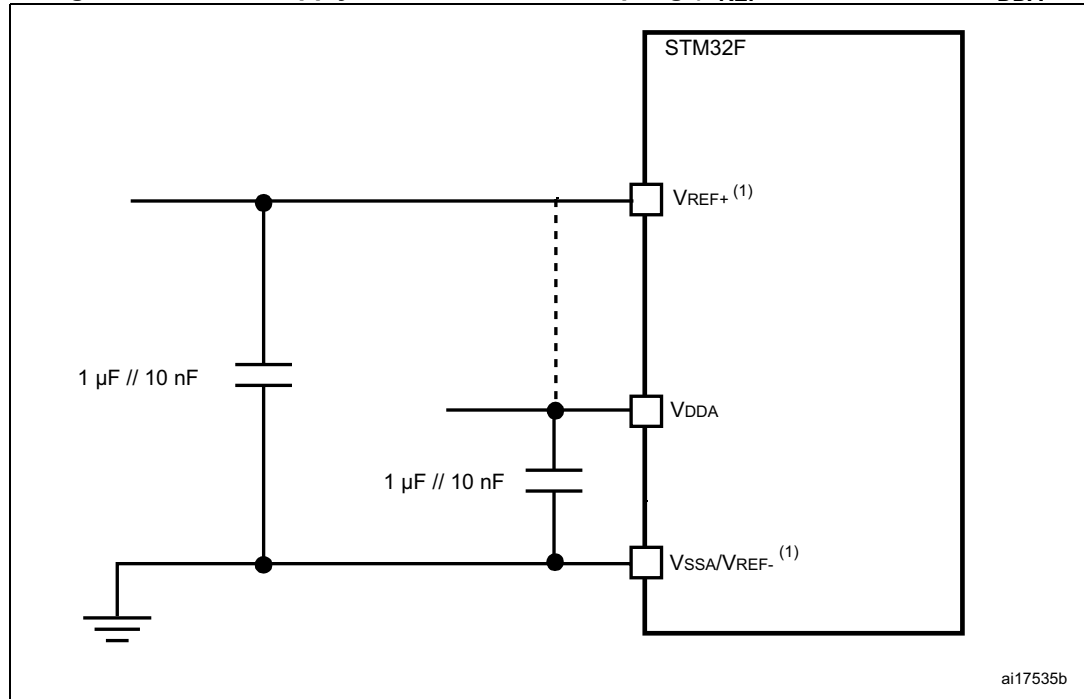 STM32F
VREF+ (1)
1 µF // 10 nF
VDDA
1 µF // 10 nF
VSSA/VREF- (1)
ai17535b